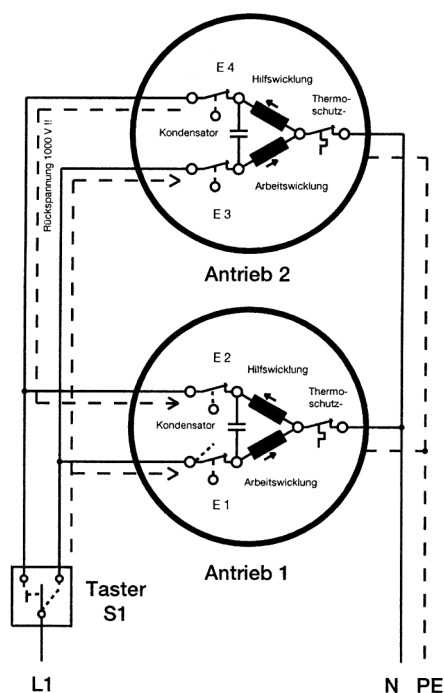 E 4
Hilfswicklung
Thermo-
schutz-
Kondensator
Rückspannung 1000 V !!
E 3
Arbeitswicklung
Antrieb 2
E 2
Hilfswicklung
Thermo-
schutz-
Kondensator
E 1
Arbeitswicklung
Antrieb 1
Taster
S1
L1
N PE